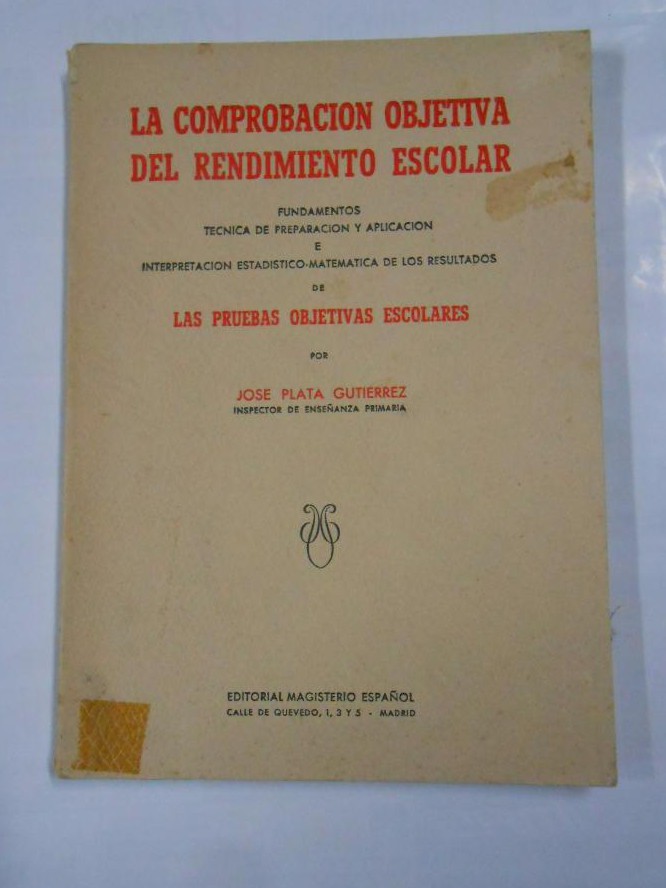 LA COMPROBACION OBJETIVA
DEL RENDIMIENTO ESCOLAR
FUNDAMENTOS
TECNICA DE PREPARACION Y APLICACION
E
INTERPRETACION ESTADISTICO-MATEMATICA DE LOS RESULTADOS
DE
LAS PRUEBAS OBJETIVAS ESCOLARES
POR
JOSE PLATA GUTIERREZ
INSPECTOR DE ENSEÑANZA PRIMARIA
EDITORIAL MAGISTERIO ESPAÑOL
CALLE DE QUEVEDO, 1, 3 Y 5 - MADRID